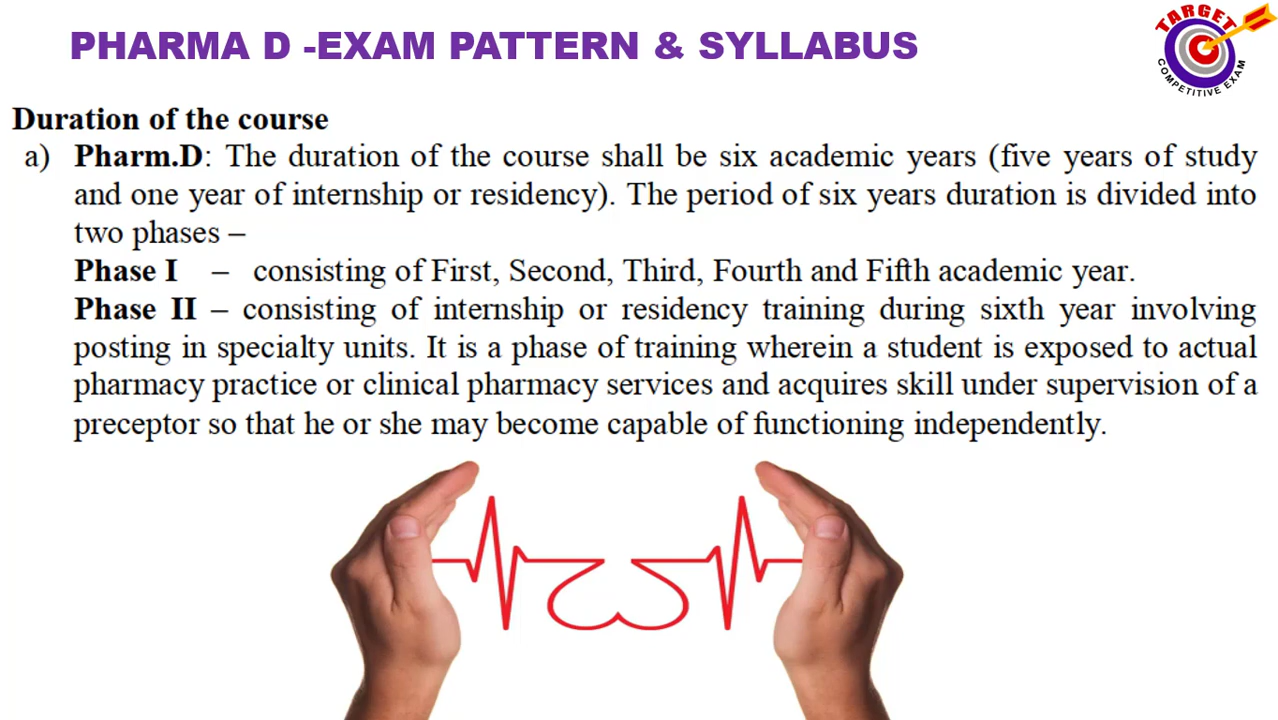 PHARMA D -EXAM PATTERN & SYLLABUS
TARGET
COMPETITIVE EXAM
Duration of the course
a) Pharm.D: The duration of the course shall be six academic years (five years of study
and one year of internship or residency). The period of six years duration is divided into
two phases –
Phase I – consisting of First, Second, Third, Fourth and Fifth academic year.
Phase II – consisting of internship or residency training during sixth year involving
posting in specialty units. It is a phase of training wherein a student is exposed to actual
pharmacy practice or clinical pharmacy services and acquires skill under supervision of a
preceptor so that he or she may become capable of functioning independently.